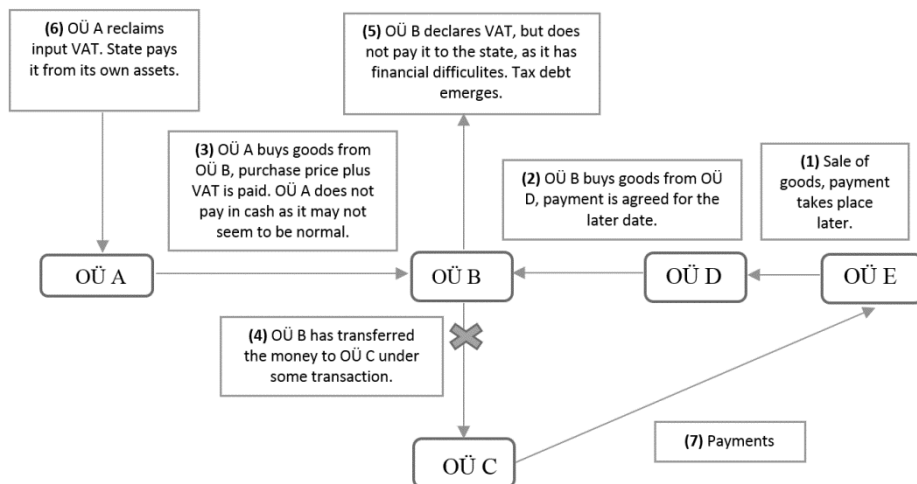 (6) OÜ A reclaims
input VAT. State pays
it from its own assets.
(5) OÜ B declares VAT, but does
not pay it to the state, as it has
financial difficulites. Tax debt
emerges.
(3) OÜ A buys goods from
OÜ B, purchase price plus
VAT is paid. OÜ A does not
pay in cash as it may not
seem to be normal.
(2) OÜ B buys goods from OÜ
D, payment is agreed for the
later date.
(1) Sale of
goods, payment
takes place
later.
OÜ A
OÜ B
OÜ D
OÜ E
(4) OÜ B has transferred
the money to OÜ C under
some transaction.
(7) Payments
OÜ C